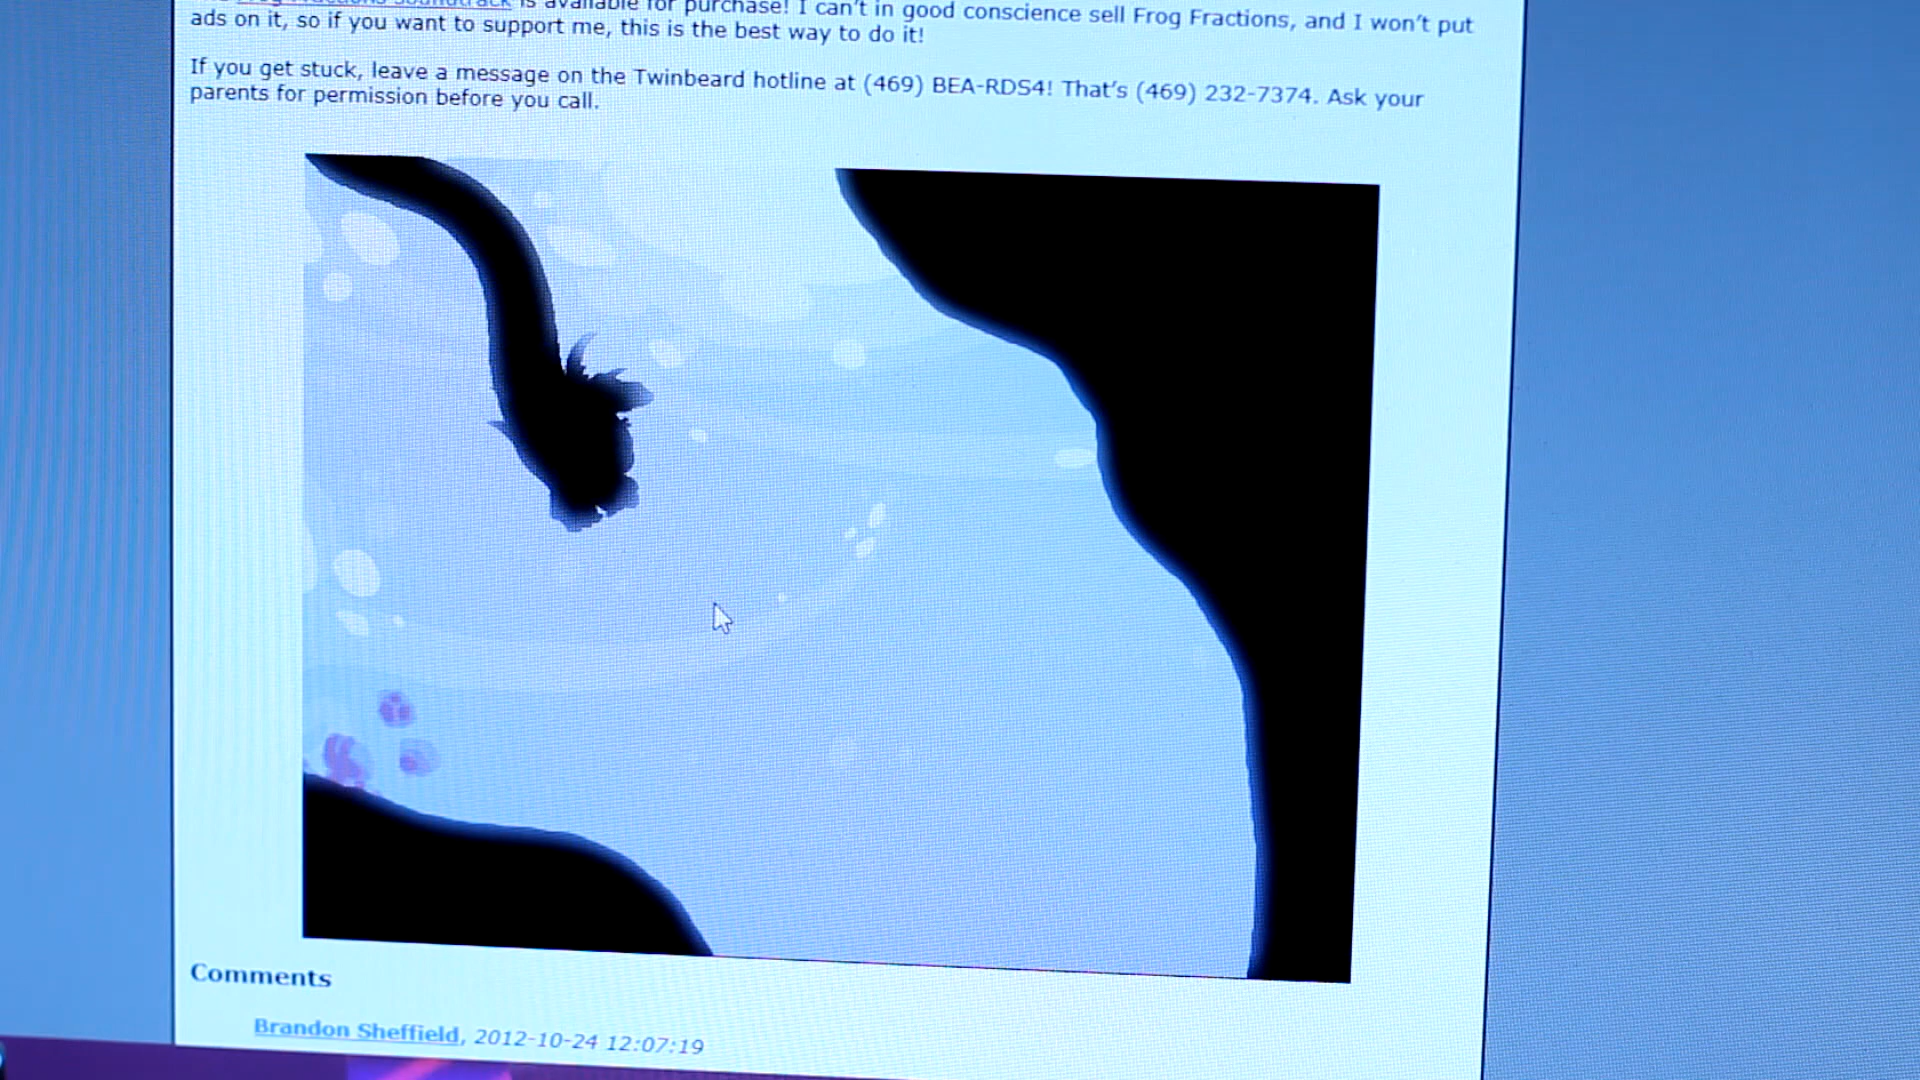 Frog Fractions soundtrack is available for purchase! I can't in good conscience sell Frog Fractions, and I won't put
ads on it, so if you want to support me, this is the best way to do it!
If you get stuck, leave a message on the Twinbeard hotline at (469) BEA-RDS4! That's (469) 232-7374. Ask your
parents for permission before you call.
Comments
Brandon Sheffield, 2012-10-24 12:07:19